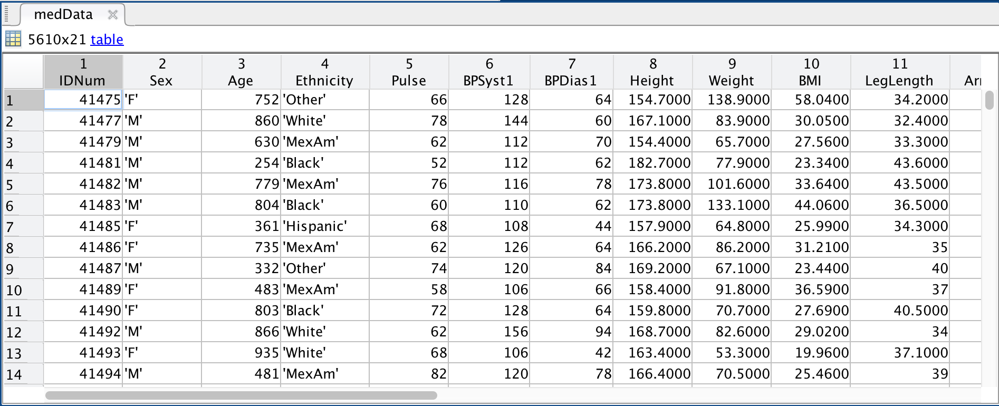 medData
5610x21 table
1 2 3 4 5 6 7 8 9 10 11
IDNum Sex Age Ethnicity Pulse BPSyst1 BPDias1 Height Weight BMI LegLength
1 41475 'F' 752 'Other' 66 128 64 154.7000 138.9000 58.0400 34.2000
2 41477 'M' 860 'White' 78 144 60 167.1000 83.9000 30.0500 32.4000
3 41479 'M' 630 'MexAm' 62 112 70 154.4000 65.7000 27.5600 33.3000
4 41481 'M' 254 'Black' 52 112 62 182.7000 77.9000 23.3400 43.6000
5 41482 'M' 779 'MexAm' 76 116 78 173.8000 101.6000 33.6400 43.5000
6 41483 'M' 804 'Black' 60 110 62 173.8000 133.1000 44.0600 36.5000
7 41485 'F' 361 'Hispanic' 68 108 44 157.9000 64.8000 25.9900 34.3000
8 41486 'F' 735 'MexAm' 62 126 64 166.2000 86.2000 31.2100 35
9 41487 'M' 332 'Other' 74 120 84 169.2000 67.1000 23.4400 40
10 41489 'F' 483 'MexAm' 58 106 66 158.4000 91.8000 36.5900 37
11 41490 'F' 803 'Black' 72 128 64 159.8000 70.7000 27.6900 40.5000
12 41492 'M' 866 'White' 62 156 94 168.7000 82.6000 29.0200 34
13 41493 'F' 935 'White' 68 106 42 163.4000 53.3000 19.9600 37.1000
14 41494 'M' 481 'MexAm' 82 120 78 166.4000 70.5000 25.4600 39